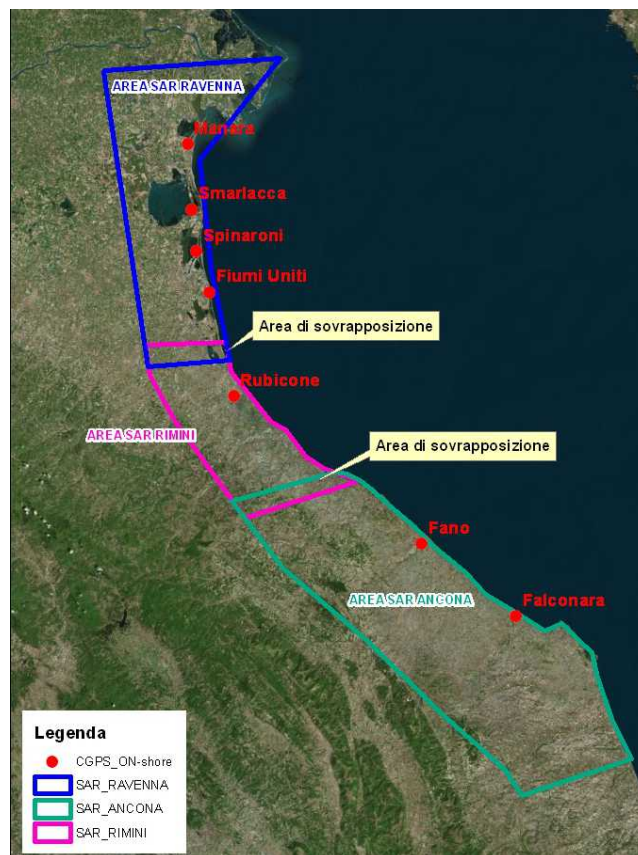 AREA SAR RAVENNA
Manara
Smarlacca
Spinaroni
Fiumi Uniti
Area di sovrapposizione
Rubicone
AREA SAR RIMINI
Area di sovrapposizione
Fano
AREA SAR ANCONA
Falconara
Legenda
CGPS_ON-shore
SAR_RAVENNA
SAR_ANCONA
SAR_RIMINI